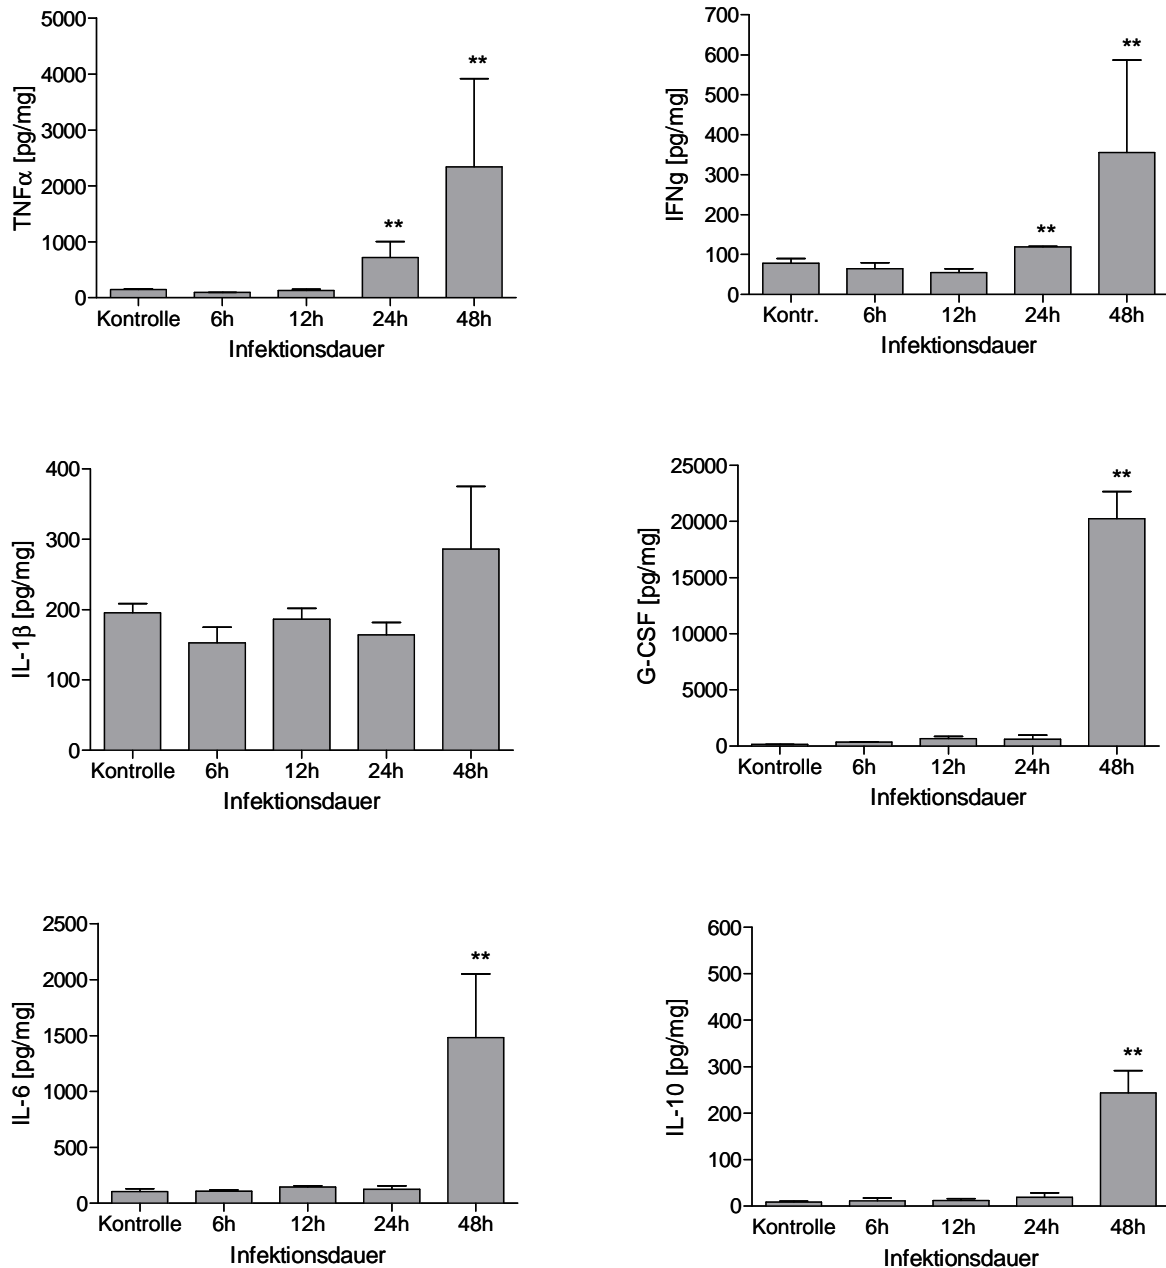 TNFα [pg/mg]
5000
4000
3000
2000
1000
0
**
**
Kontrolle 6h 12h 24h 48h
Infektionsdauer
IFNg [pg/mg]
700
600
500
400
300
200
100
0
**
**
Kontr. 6h 12h 24h 48h
Infektionsdauer
IL-1β [pg/mg]
400
300
200
100
0
Kontrolle 6h 12h 24h 48h
Infektionsdauer
G-CSF [pg/mg]
25000
20000
15000
10000
5000
0
**
Kontrolle 6h 12h 24h 48h
Infektionsdauer
IL-6 [pg/mg]
2500
2000
1500
1000
500
0
**
Kontrolle 6h 12h 24h 48h
Infektionsdauer
IL-10 [pg/mg]
600
500
400
300
200
100
0
**
Kontrolle 6h 12h 24h 48h
Infektionsdauer